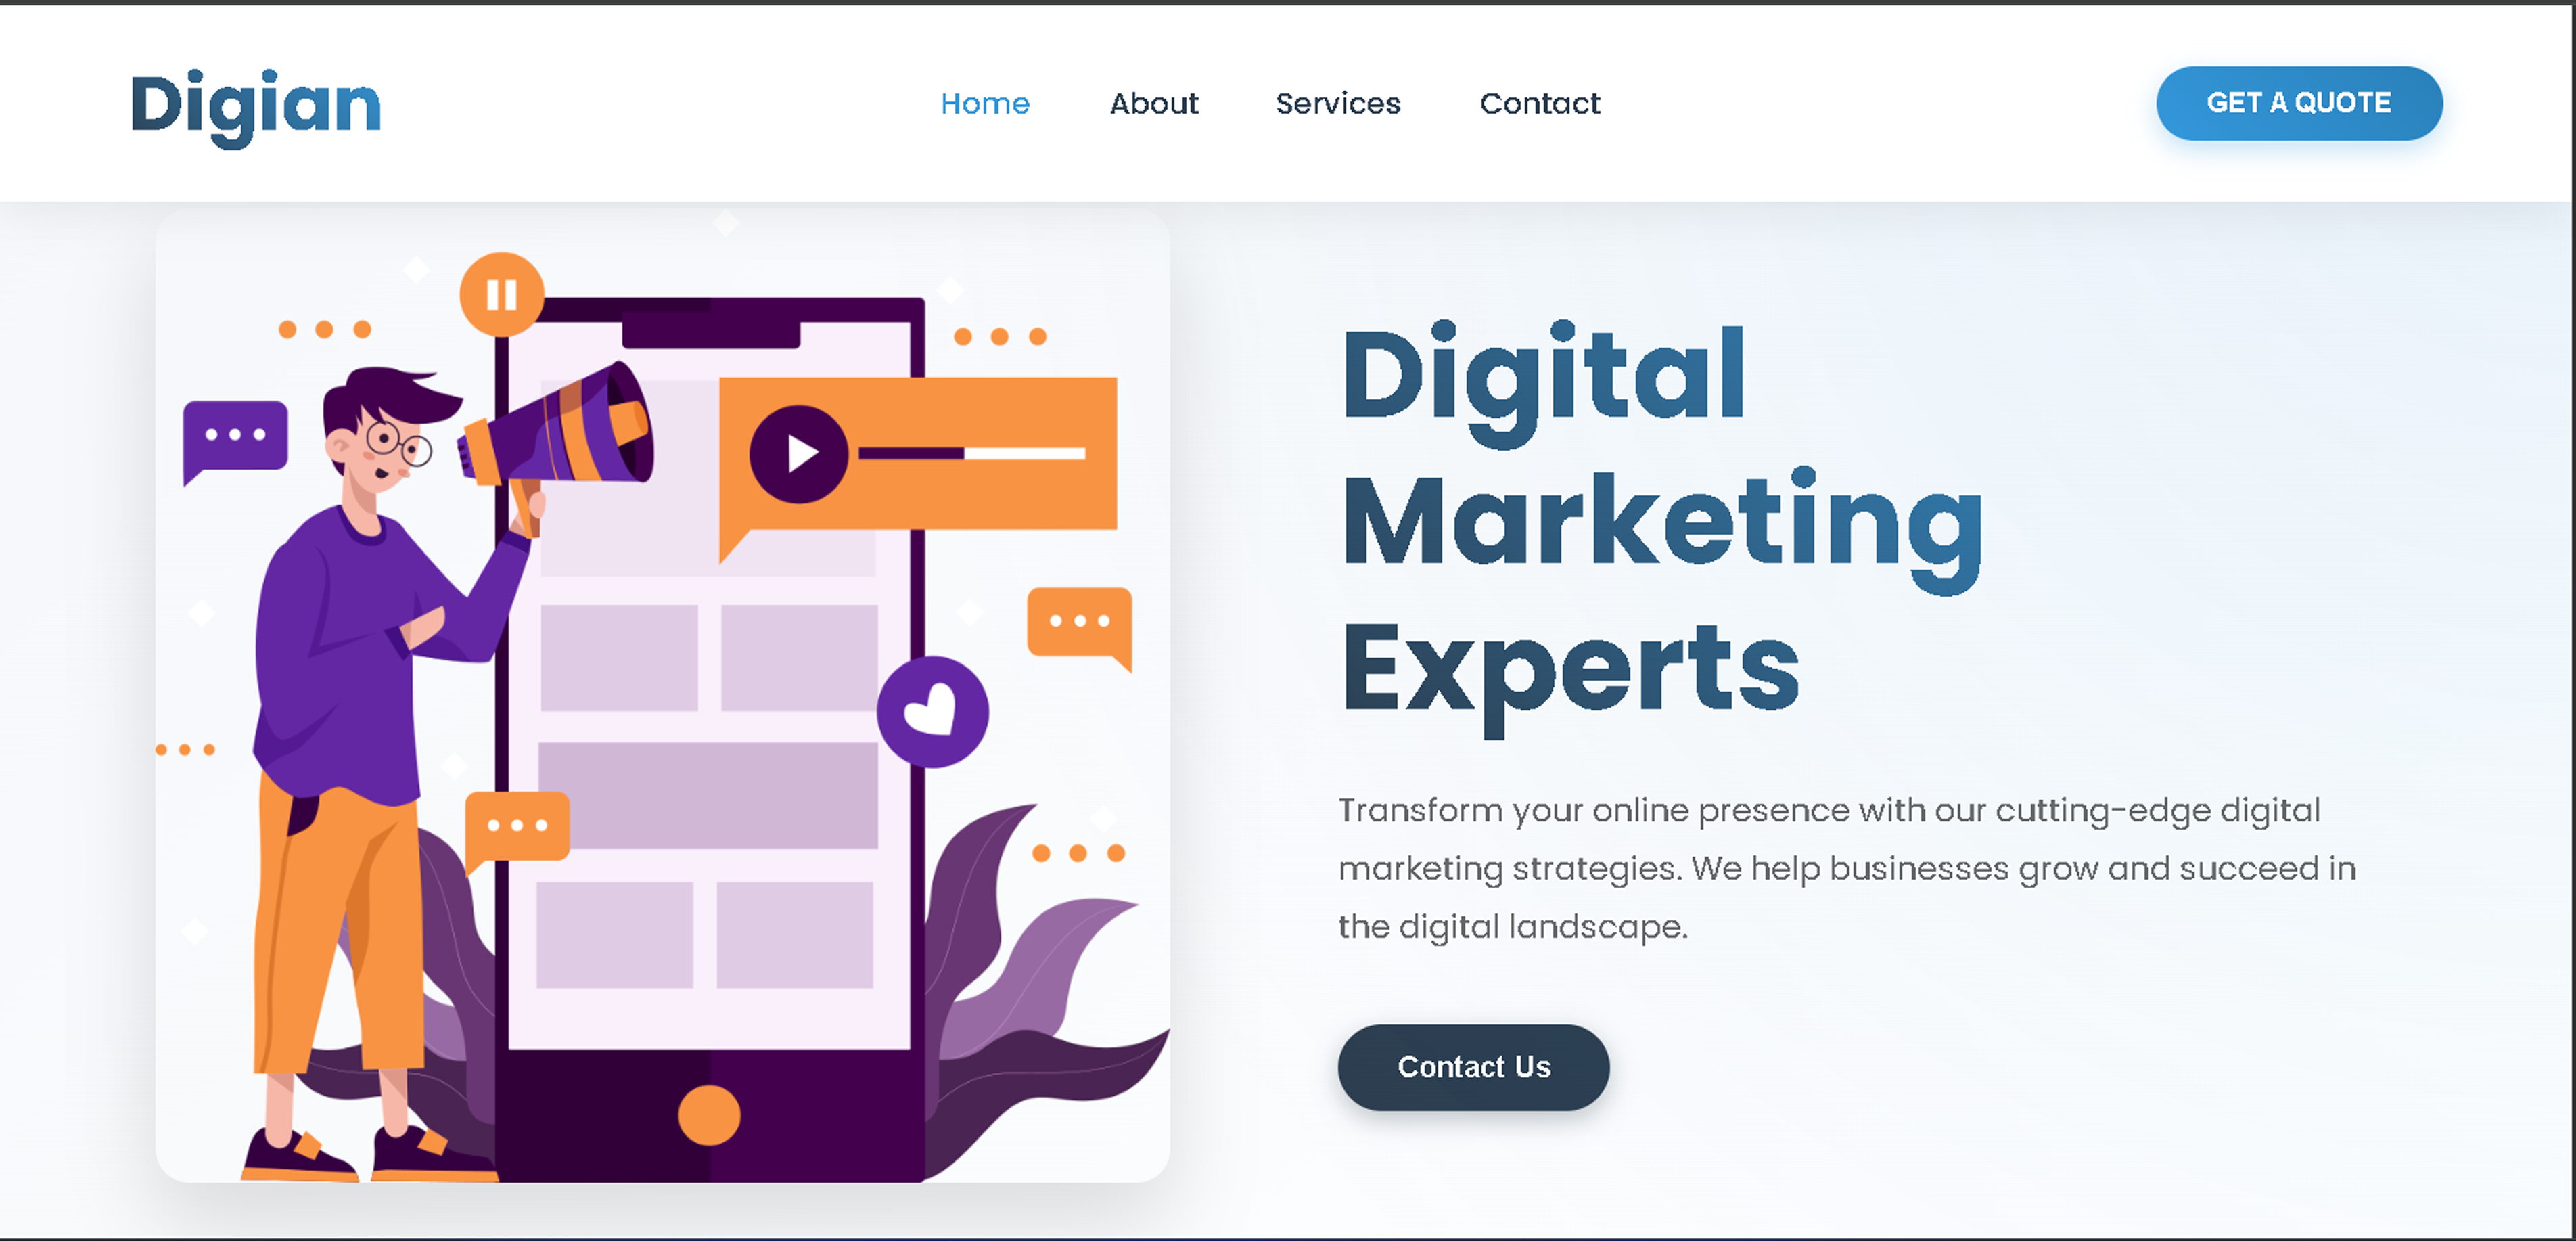 Digian
Home About Services Contact
GET A QUOTE
Digital
Marketing
Experts
Transform your online presence with our cutting-edge digital
marketing strategies. We help businesses grow and succeed in
the digital landscape.
Contact Us